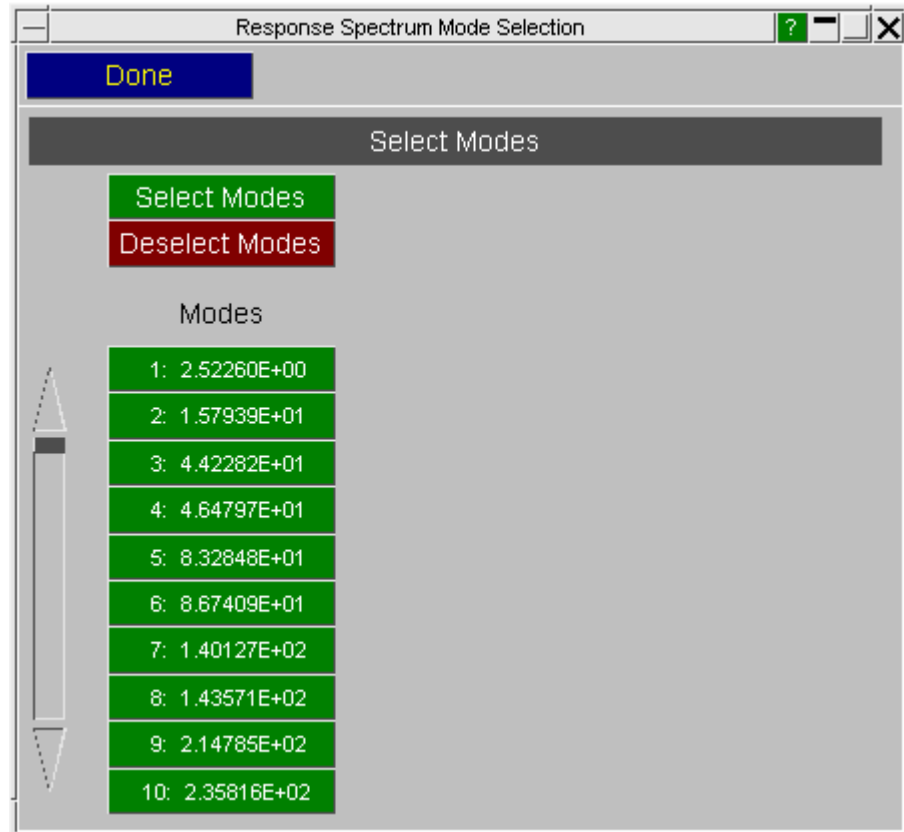 Response Spectrum Mode Selection ?
Done
Select Modes
Select Modes
Deselect Modes
Modes
1: 2.52260E+00
2: 1.57939E+01
3: 4.42282E+01
4: 4.64797E+01
5: 8.32848E+01
6: 8.67409E+01
7: 1.40127E+02
8: 1.43571E+02
9: 2.14785E+02
10: 2.35816E+02